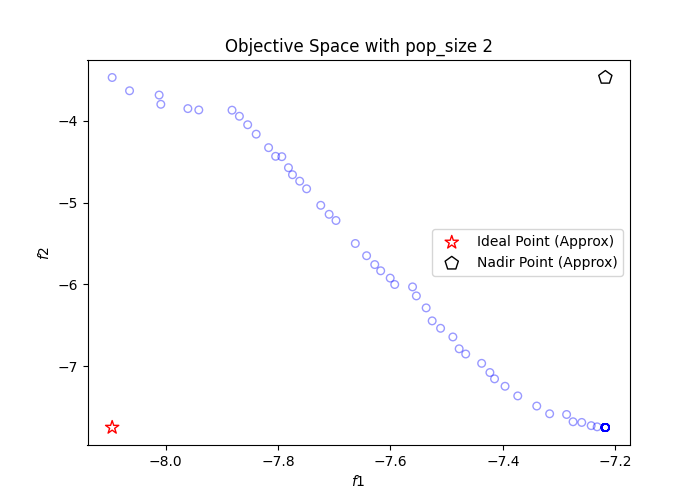 Objective Space with pop_size 2
f2
−4
−5
−6
−7
Ideal Point (Approx)
Nadir Point (Approx)
−8.0
−7.8
−7.6
−7.4
−7.2
f1